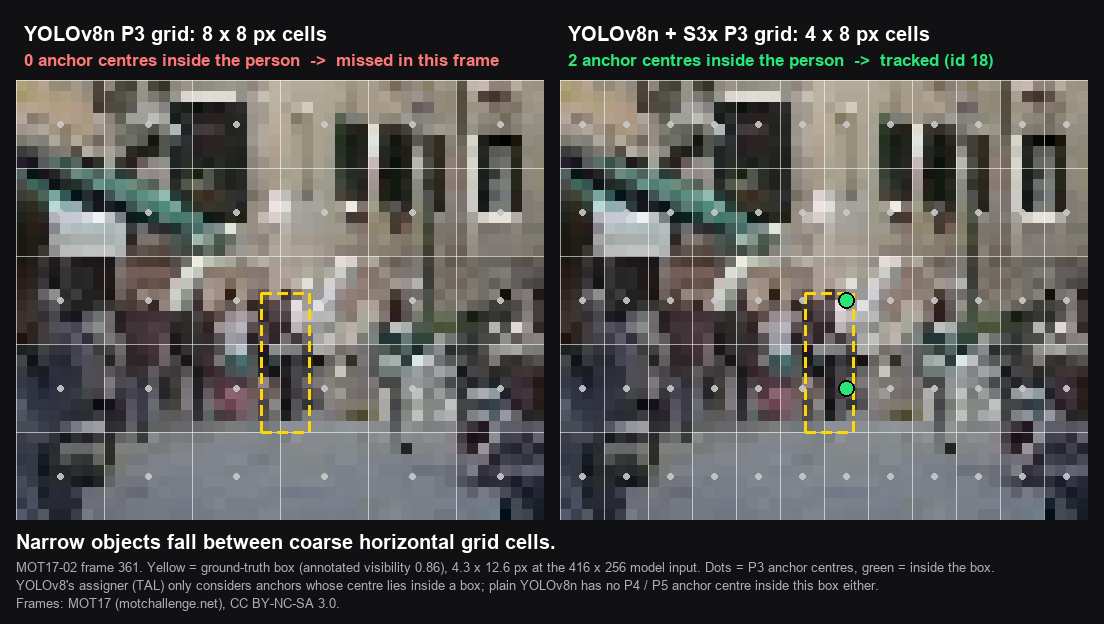 YOLOv8n P3 grid: 8 x 8 px cells
0 anchor centres inside the person -> missed in this frame
YOLOv8n + S3x P3 grid: 4 x 8 px cells
2 anchor centres inside the person -> tracked (id 18)
Narrow objects fall between coarse horizontal grid cells.
MOT17-02 frame 361. Yellow = ground-truth box (annotated visibility 0.86), 4.3 x 12.6 px at the 416 x 256 model input. Dots = P3 anchor centres, green = inside the box.
YOLOv8's assigner (TAL) only considers anchors whose centre lies inside a box; plain YOLOv8n has no P4 / P5 anchor centre inside this box either.
Frames: MOT17 (motchallenge.net), CC BY-NC-SA 3.0.